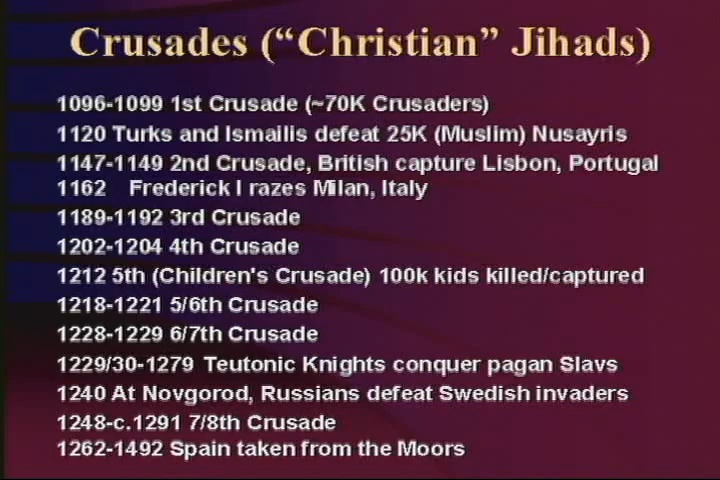 Crusades (“Christian” Jihads)
1096-1099 1st Crusade (~70K Crusaders)
1120 Turks and Ismailis defeat 25K (Muslim) Nusayris
1147-1149 2nd Crusade, British capture Lisbon, Portugal
1162 Frederick I razes Milan, Italy
1189-1192 3rd Crusade
1202-1204 4th Crusade
1212 5th (Children's Crusade) 100k kids killed/captured
1218-1221 5/6th Crusade
1228-1229 6/7th Crusade
1229/30-1279 Teutonic Knights conquer pagan Slavs
1240 At Novgorod, Russians defeat Swedish invaders
1248-c.1291 7/8th Crusade
1262-1492 Spain taken from the Moors